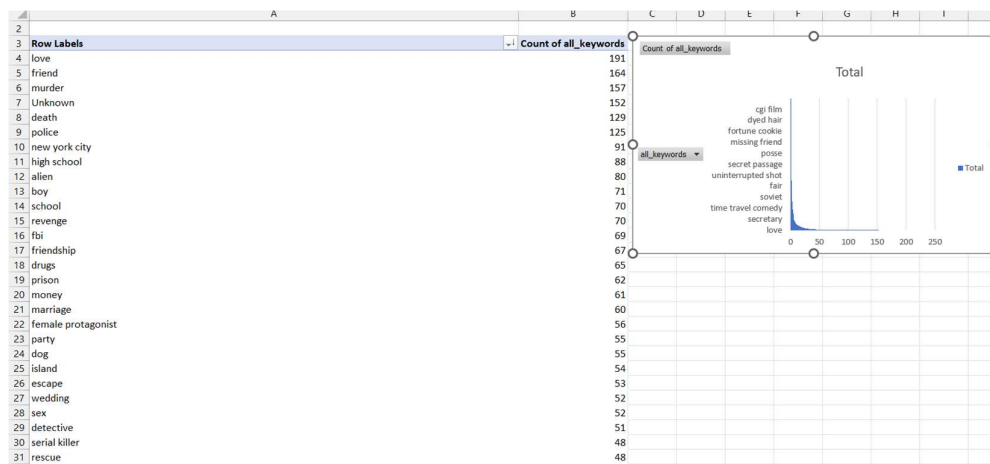 A B C D E F G H I
2
3 Row Labels Count of all_keywords
4 love 191
5 friend 164
6 murder 157
7 Unknown 152
8 death 129
9 police 125
10 new york city 91
11 high school 88
12 alien 80
13 boy 71
14 school 70
15 revenge 70
16 fbi 69
17 friendship 67
18 drugs 65
19 prison 62
20 money 61
21 marriage 60
22 female protagonist 56
23 party 55
24 dog 55
25 island 54
26 escape 53
27 wedding 52
28 sex 52
29 detective 51
30 serial killer 48
31 rescue 48
Count of all_keywords
Total
cgi film
dyed hair
fortune cookie
missing friend
all_keywords
posse
secret passage
uninterrupted shot
fair
soviet
time travel comedy
secretary
love
0 50 100 150 200 250
Total